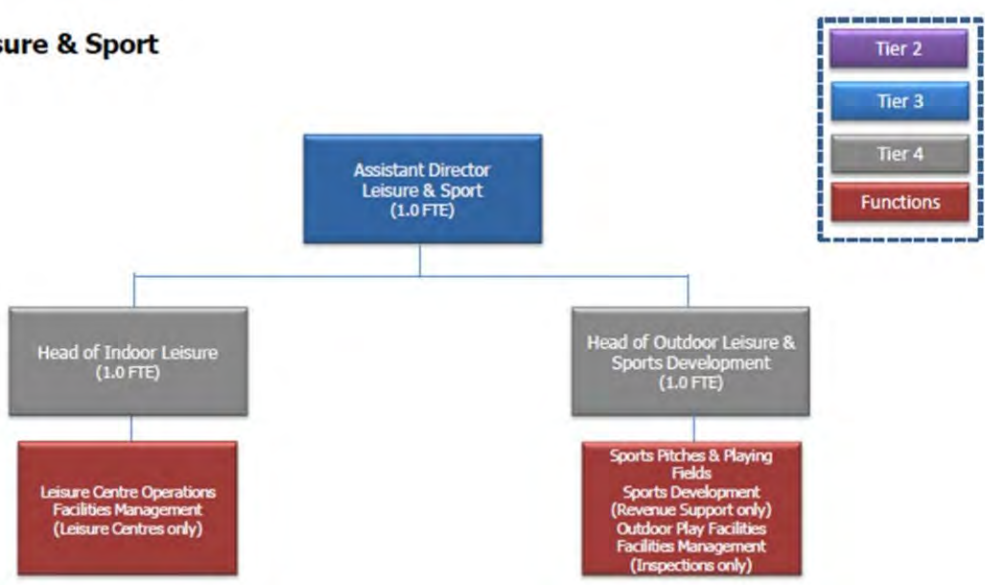 sure & Sport
Tier 2
Tier 3
Tier 4
Functions
Assistant Director
Leisure & Sport
(1.0 FTE)
Head of Indoor Leisure
(1.0 FTE)
Head of Outdoor Leisure &
Sports Development
(1.0 FTE)
Leisure Centre Operations
Facilities Management
(Leisure Centres only)
Sports Pitches & Playing
Fields
Sports Development
(Revenue Support only)
Outdoor Play Facilities
Facilities Management
(Inspections only)